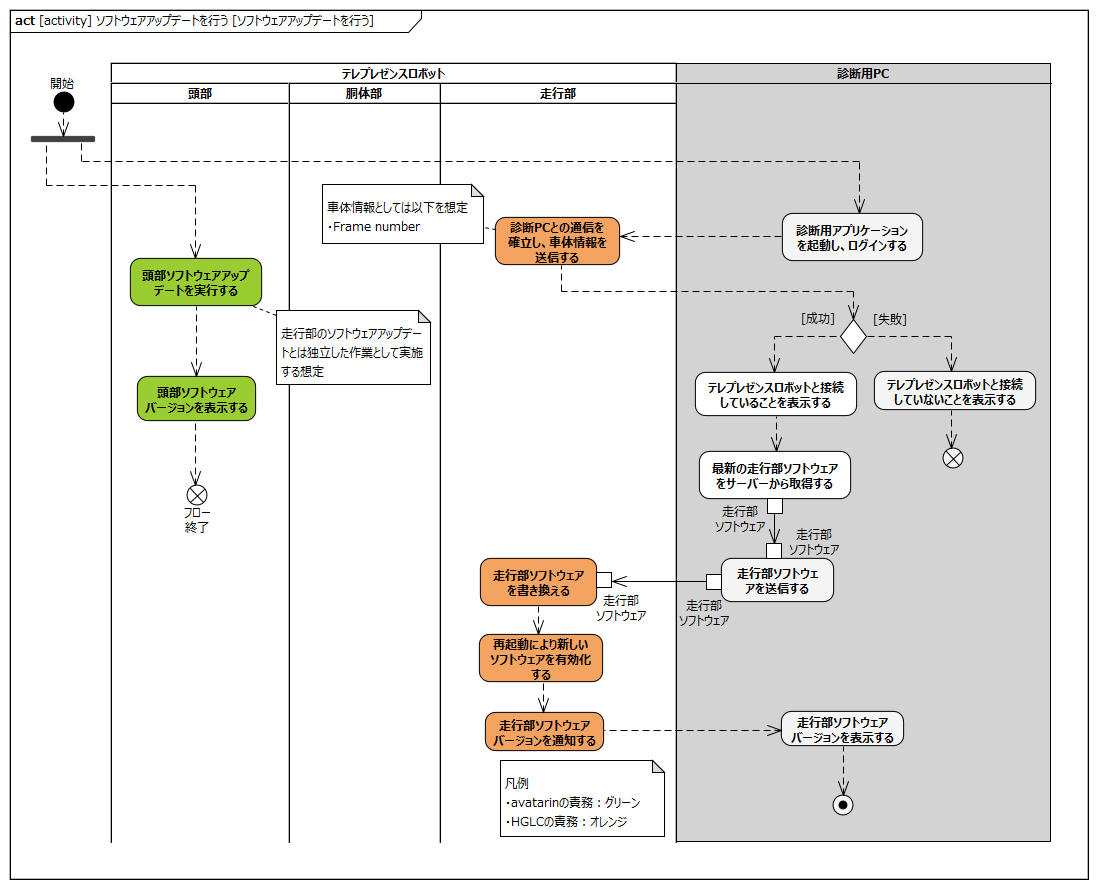 act [activity] ソフトウェアアップデートを行う [ソフトウェアアップデートを行う]
テレプレゼンスロボット
診断用PC
頭部
胴体部
走行部
開始
車体情報としては以下を想定
・Frame number
診断PCとの通信を
確立し、車体情報を
送信する
診断用アプリケーション
を起動し、ログインする
頭部ソフトウェアアップ
デートを実行する
走行部のソフトウェアアップデー
トとは独立した作業として実施
する想定
[成功]
[失敗]
頭部ソフトウェア
バージョンを表示する
テレプレゼンスロボットと接続
していることを表示する
テレプレゼンスロボットと接続
していないことを表示する
最新の走行部ソフトウェア
をサーバーから取得する
フロー
終了
走行部
ソフトウェア
走行部
ソフトウェア
走行部ソフトウェア
を書き換える
走行部ソフトウェ
アを送信する
走行部
ソフトウェア
走行部
ソフトウェア
再起動により新しい
ソフトウェアを有効化
する
走行部ソフトウェア
バージョンを通知する
走行部ソフトウェア
バージョンを表示する
凡例
・avatarinの責務：グリーン
・HGLCの責務：オレンジ